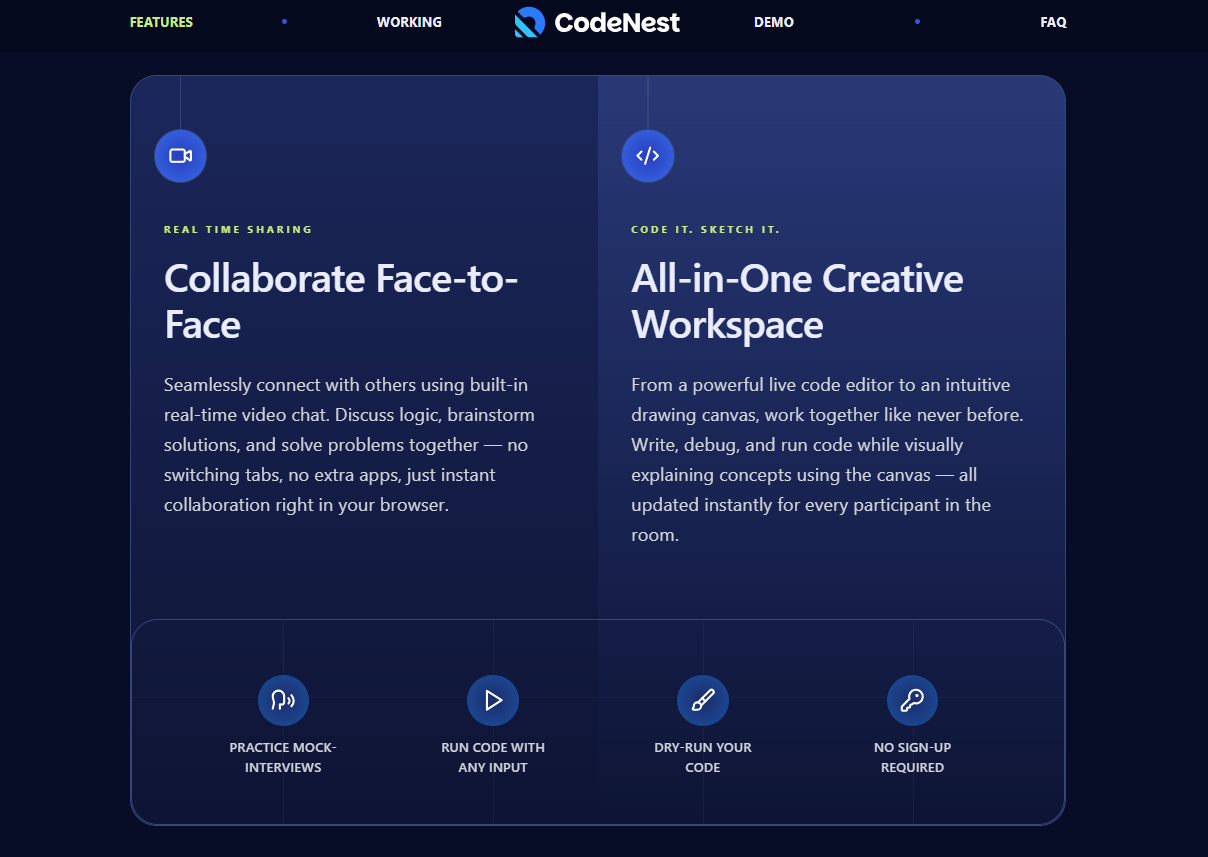 FEATURES
WORKING
CodeNest
DEMO
FAQ
REAL TIME SHARING
Collaborate Face-to-
Face
Seamlessly connect with others using built-in
real-time video chat. Discuss logic, brainstorm
solutions, and solve problems together — no
switching tabs, no extra apps, just instant
collaboration right in your browser.
CODE IT. SKETCH IT.
All-in-One Creative
Workspace
From a powerful live code editor to an intuitive
drawing canvas, work together like never before.
Write, debug, and run code while visually
explaining concepts using the canvas — all
updated instantly for every participant in the
room.
PRACTICE MOCK-
INTERVIEWS
RUN CODE WITH
ANY INPUT
DRY-RUN YOUR
CODE
NO SIGN-UP
REQUIRED